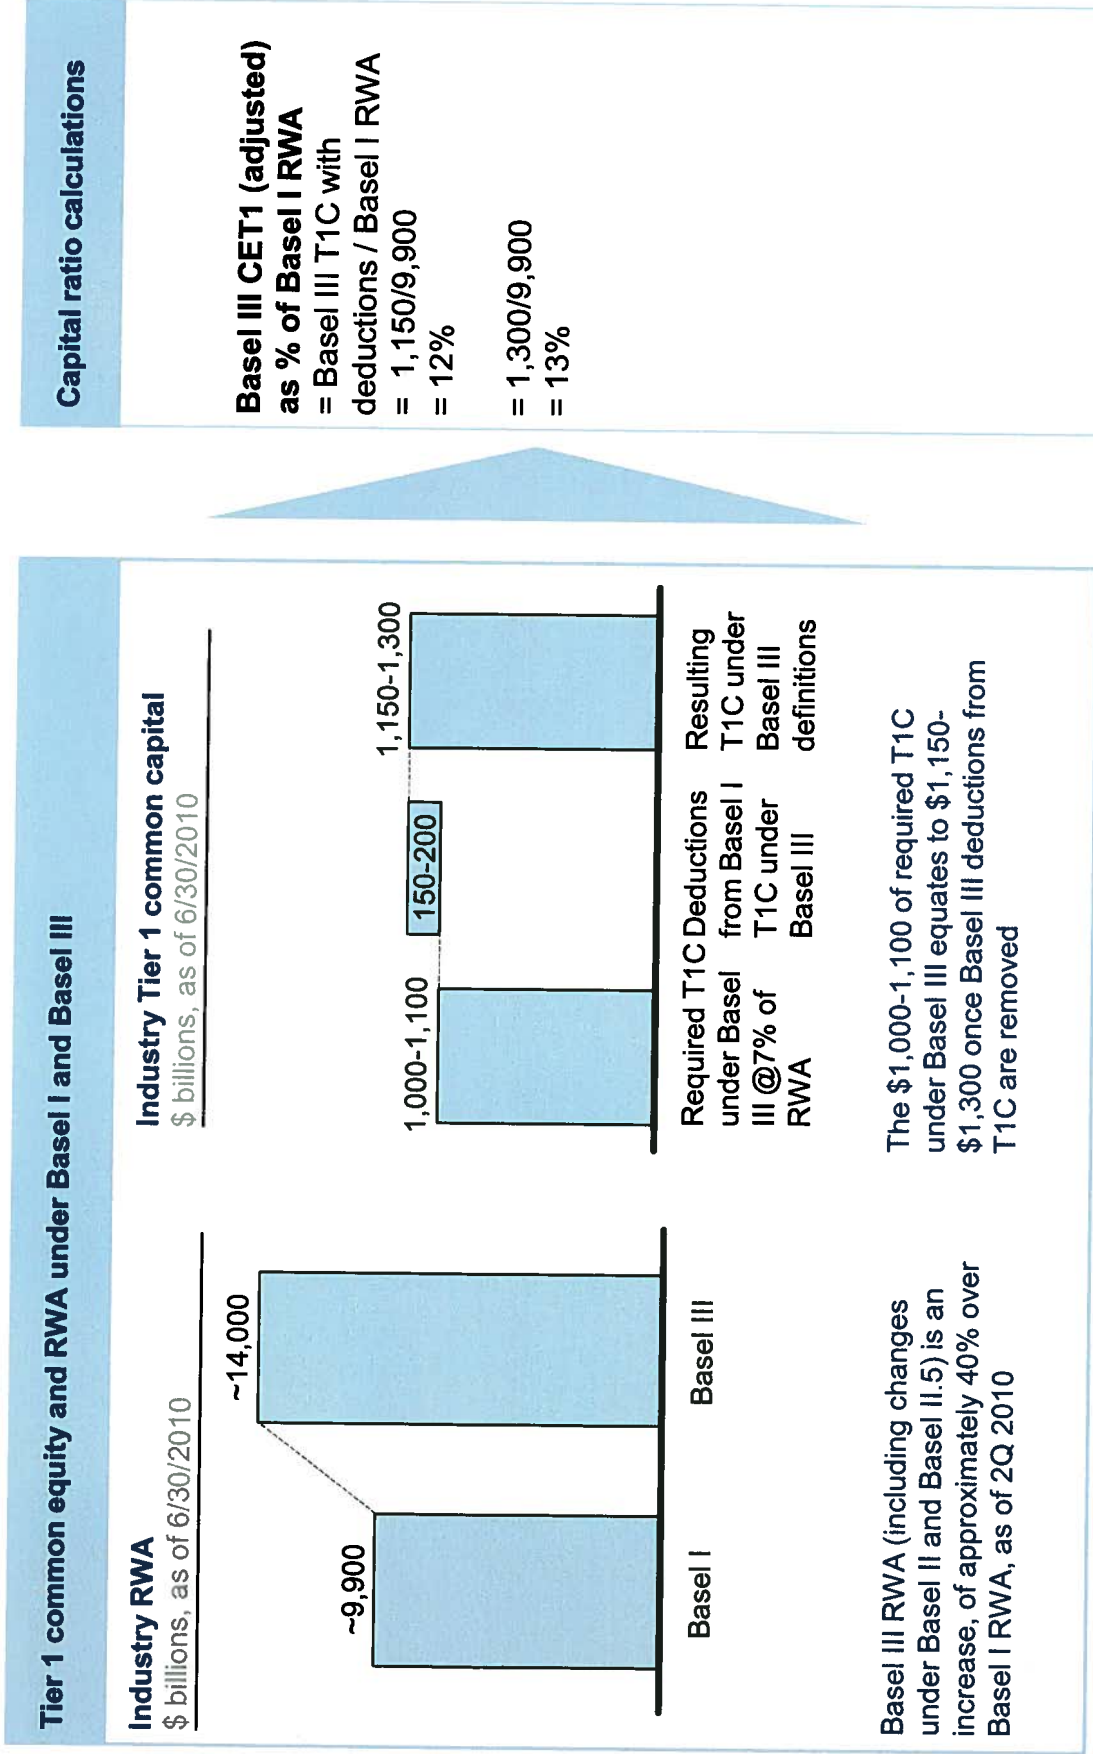 Tier 1 common equity and RWA under Basel I and Basel III
Industry RWA
$ billions, as of 6/30/2010
~9,900
~14,000
Basel I
Basel III
Basel III RWA (including changes
under Basel II and Basel II.5) is an
increase, of approximately 40% over
Basel I RWA, as of 2Q 2010
Industry Tier 1 common capital
$ billions, as of 6/30/2010
1,000-1,100
150-200
1,150-1,300
Required T1C
under Basel
III @7% of
RWA
Deductions
from Basel I
T1C under
Basel III
Resulting
T1C under
Basel III
definitions
The $1,000-1,100 of required T1C
under Basel III equates to $1,150-
$1,300 once Basel III deductions from
T1C are removed
Capital ratio calculations
Basel III CET1 (adjusted)
as % of Basel I RWA
= Basel III T1C with
deductions / Basel I RWA
= 1,150/9,900
= 12%
= 1,300/9,900
= 13%